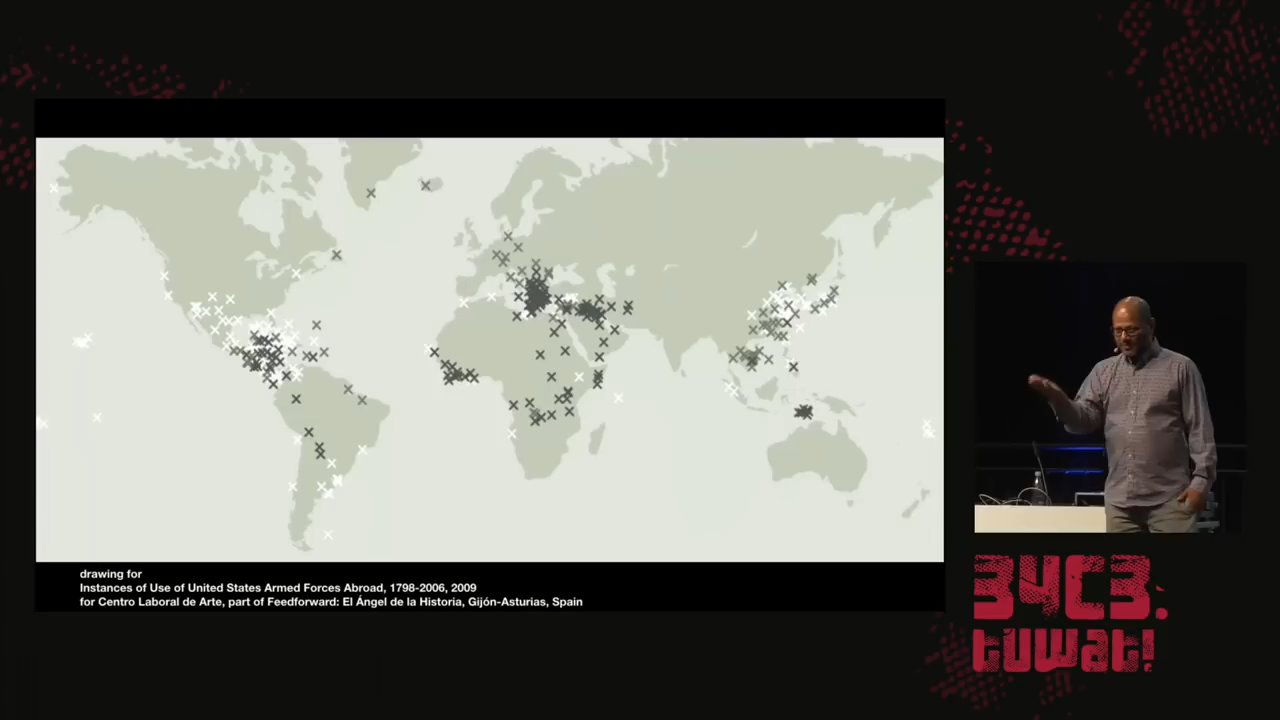 drawing for
Instances of Use of United States Armed Forces Abroad, 1798-2006, 2009
for Centro Laboral de Arte, part of Feedforward: El Ángel de la Historia, Gijón-Asturias, Spain
34C3.
tuwat!